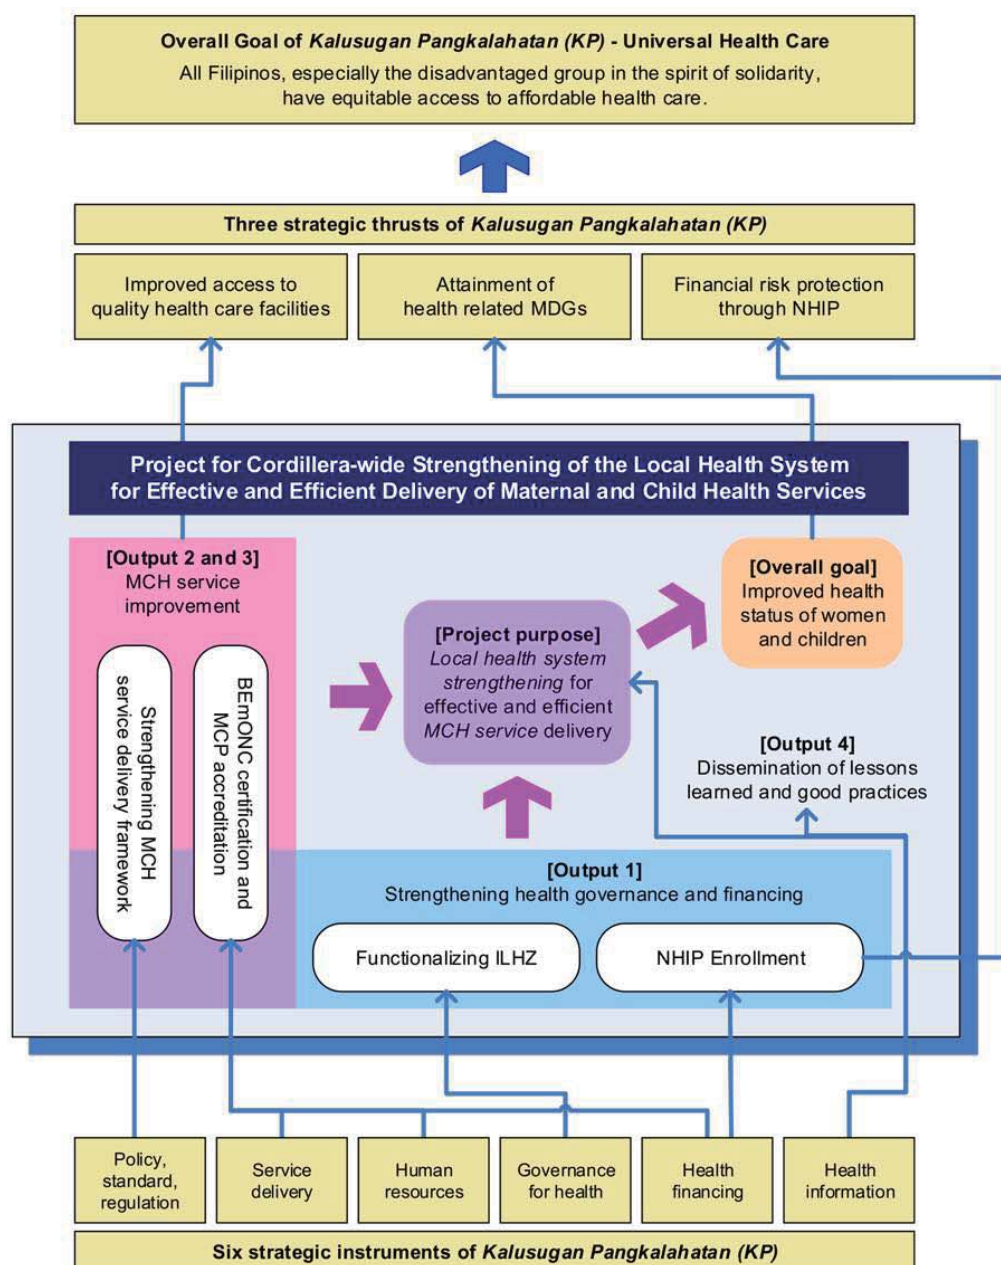 Overall Goal of Kalusugan Pangkalahatan (KP) - Universal Health Care
All Filipinos, especially the disadvantaged group in the spirit of solidarity,
have equitable access to affordable health care.
Three strategic thrusts of Kalusugan Pangkalahatan (KP)
Improved access to
quality health care facilities
Attainment of
health related MDGs
Financial risk protection
through NHIP
Project for Cordillera-wide Strengthening of the Local Health System
for Effective and Efficient Delivery of Maternal and Child Health Services
[Output 2 and 3]
MCH service
improvement
Strengthening MCH
service delivery framework
BEmONC certification and
MCP accreditation
[Project purpose]
Local health system
strengthening for
effective and efficient
MCH service delivery
[Overall goal]
Improved health
status of women
and children
[Output 4]
Dissemination of lessons
learned and good practices
[Output 1]
Strengthening health governance and financing
Functionalizing ILHZ
NHIP Enrollment
Policy,
standard,
regulation
Service
delivery
Human
resources
Governance
for health
Health
financing
Health
information
Six strategic instruments of Kalusugan Pangkalahatan (KP)